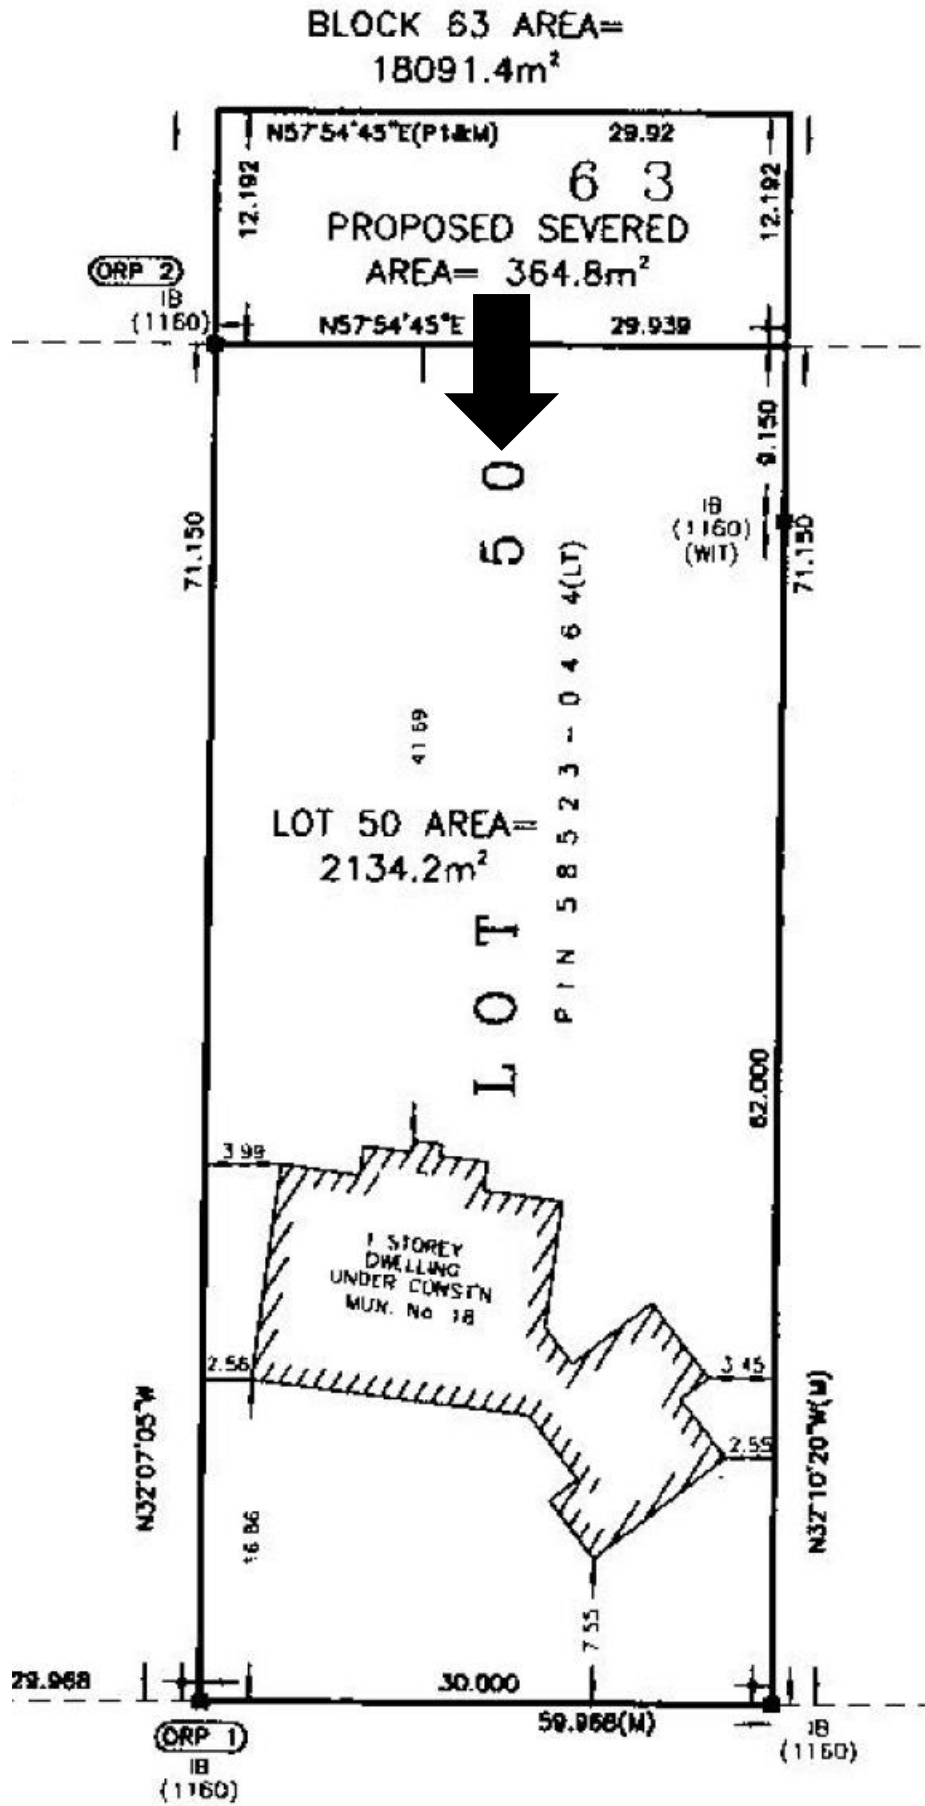 BLOCK 63 AREA=
18091.4m²
N57°54'45"E(P1&M) 29.92
12.192
12.192
6 3
PROPOSED SEVERED
AREA= 364.8m²
ORP 2
IB
(1160)
N57°54'45"E 29.939
71.150
9.150
71.150
IB
(1160)
(WIT)
LOT 50
PIN 58523-0464(LT)
41.69
LOT 50 AREA=
2134.2m²
62.000
3.99
1 STOREY
DWELLING
UNDER CONST'N
MUN. No 18
2.56
3.45
2.55
N32°07'05"W
N32°10'20"W(M)
16.86
7.55
29.968
30.000
59.968(M)
ORP 1
IB
(1160)
IB
(1160)